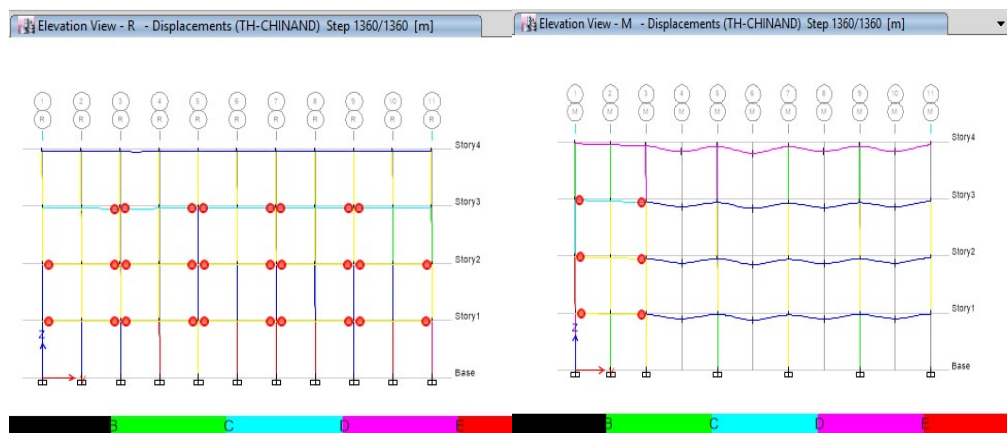 Elevation View - R - Displacements (TH-CHINAND) Step 1360/1360 [m]
1 2 3 4 5 6 7 8 9 10 11
R R R R R R R R R R R
Story4
Story3
Story2
Story1
Z
Base
B C D E
Elevation View - M - Displacements (TH-CHINAND) Step 1360/1360 [m]
1 2 3 4 5 6 7 8 9 10 11
M M M M M M M M M M M
Story4
Story3
Story2
Story1
Z
Base
B C D E